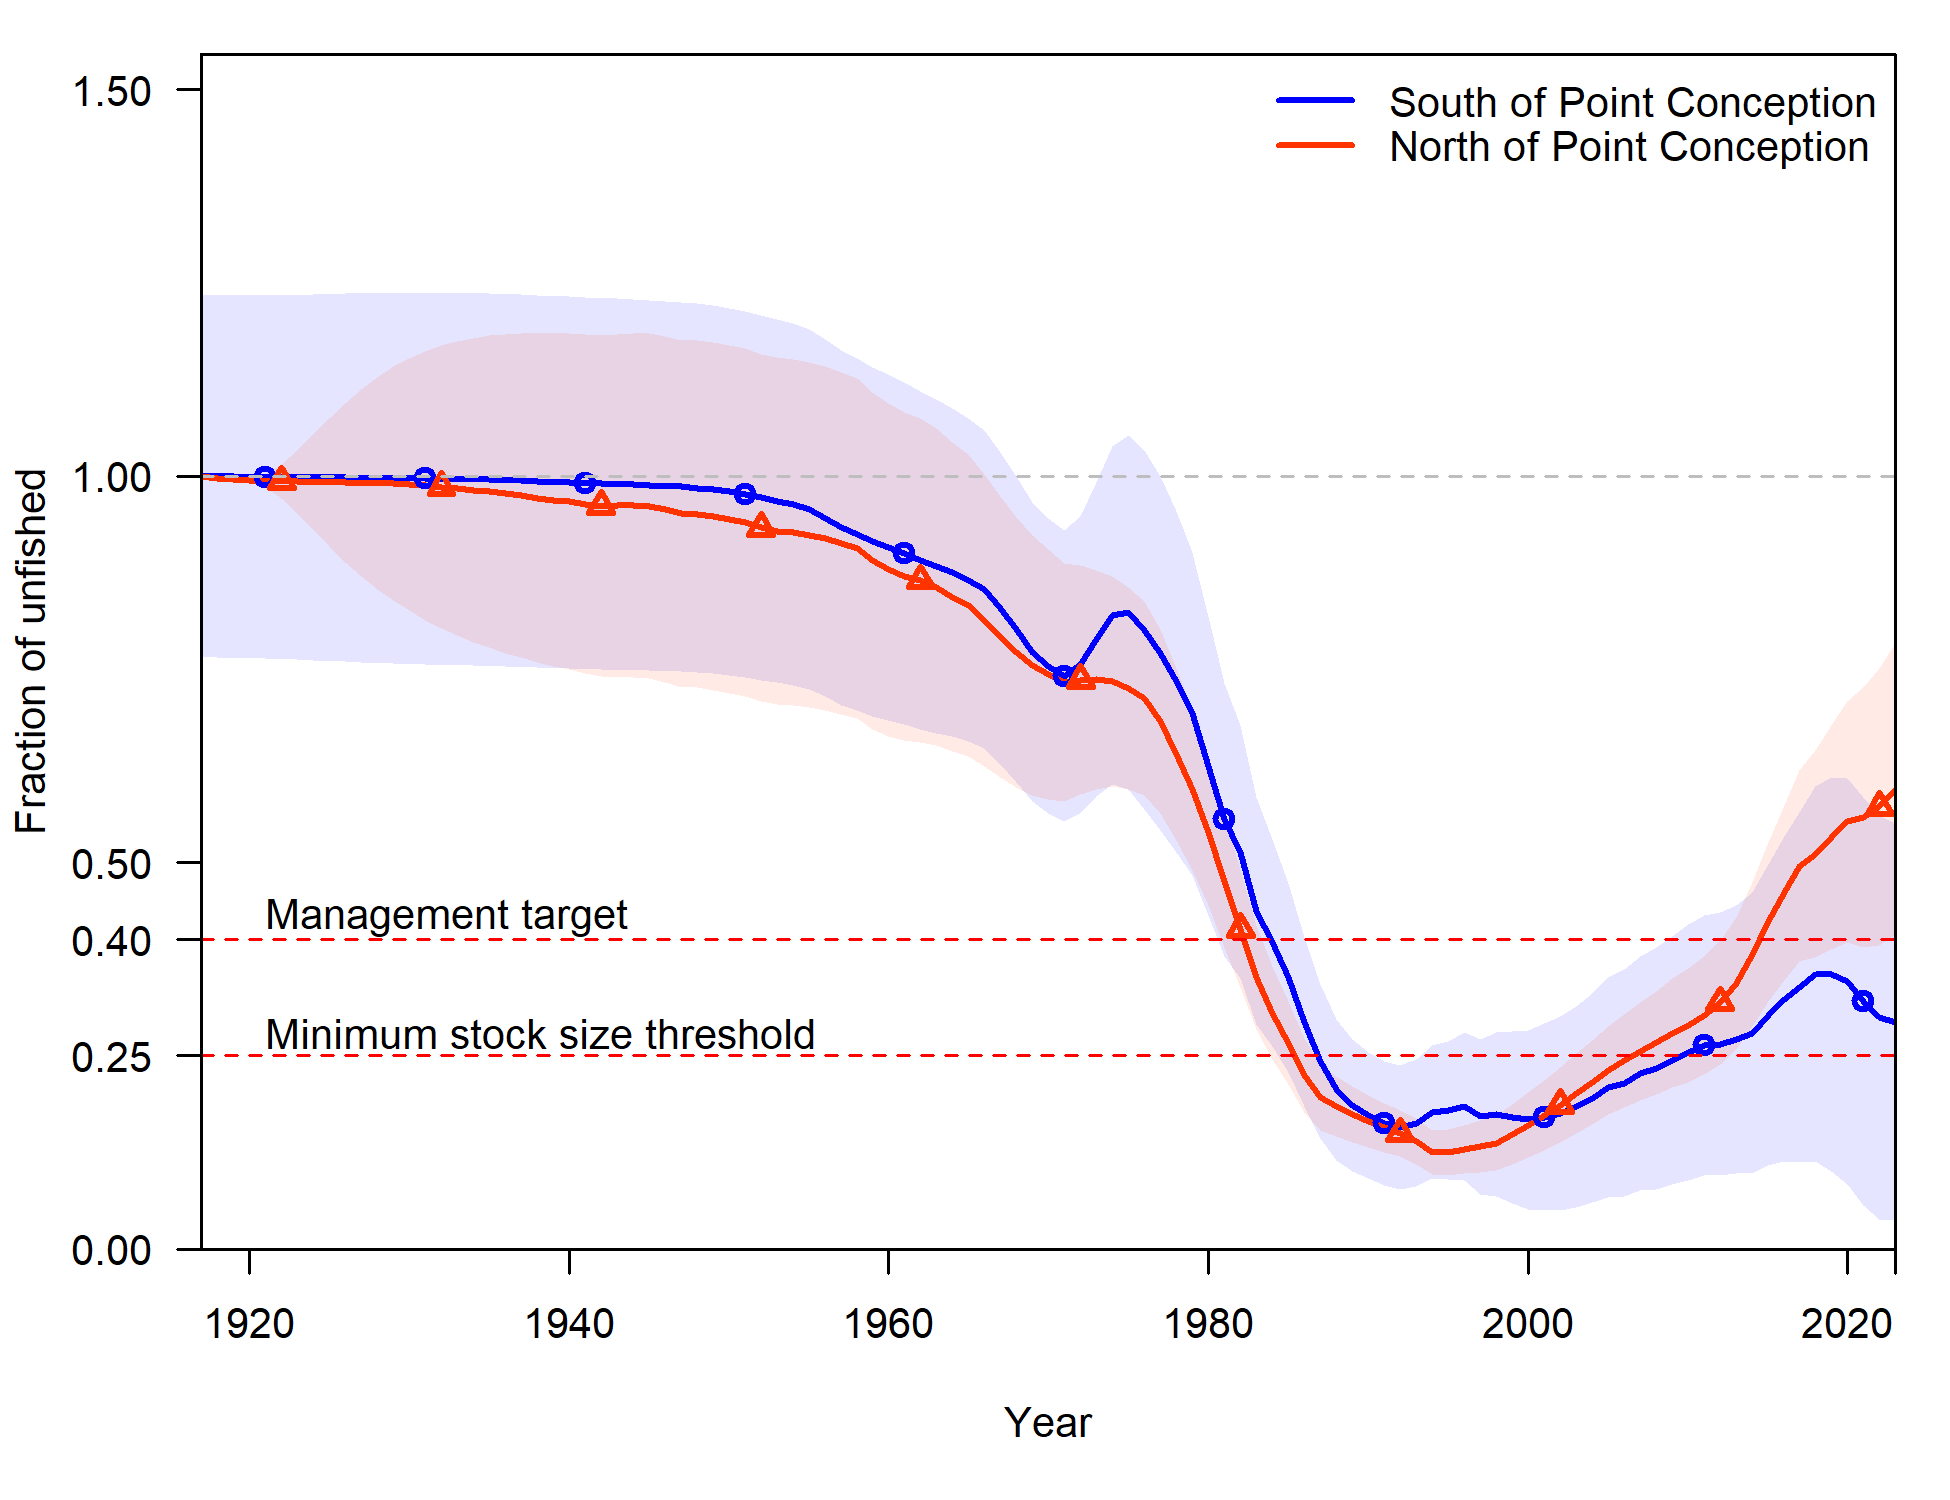 1.50
South of Point Conception
North of Point Conception
1.00
Fraction of unfished
0.50
Management target
0.40
Minimum stock size threshold
0.25
0.00
1920 1940 1960 1980 2000 2020
Year